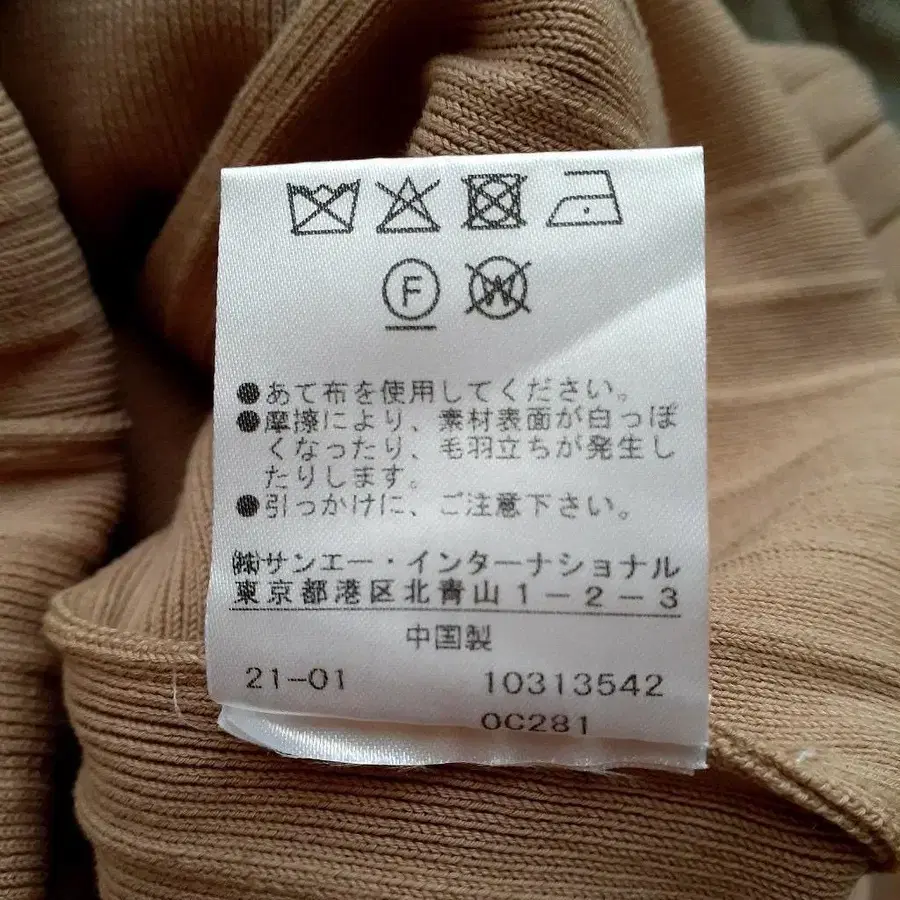 F
W
●あて布を使用してください。
●摩擦により、素材表面が白っぽ
くなったり、毛羽立ちが発生し
たりします。
●引っかけに、ご注意下さい。
㈱サンエー・インターナショナル
東京都港区北青山1-2-3
中国製
21-01 10313542
0C281